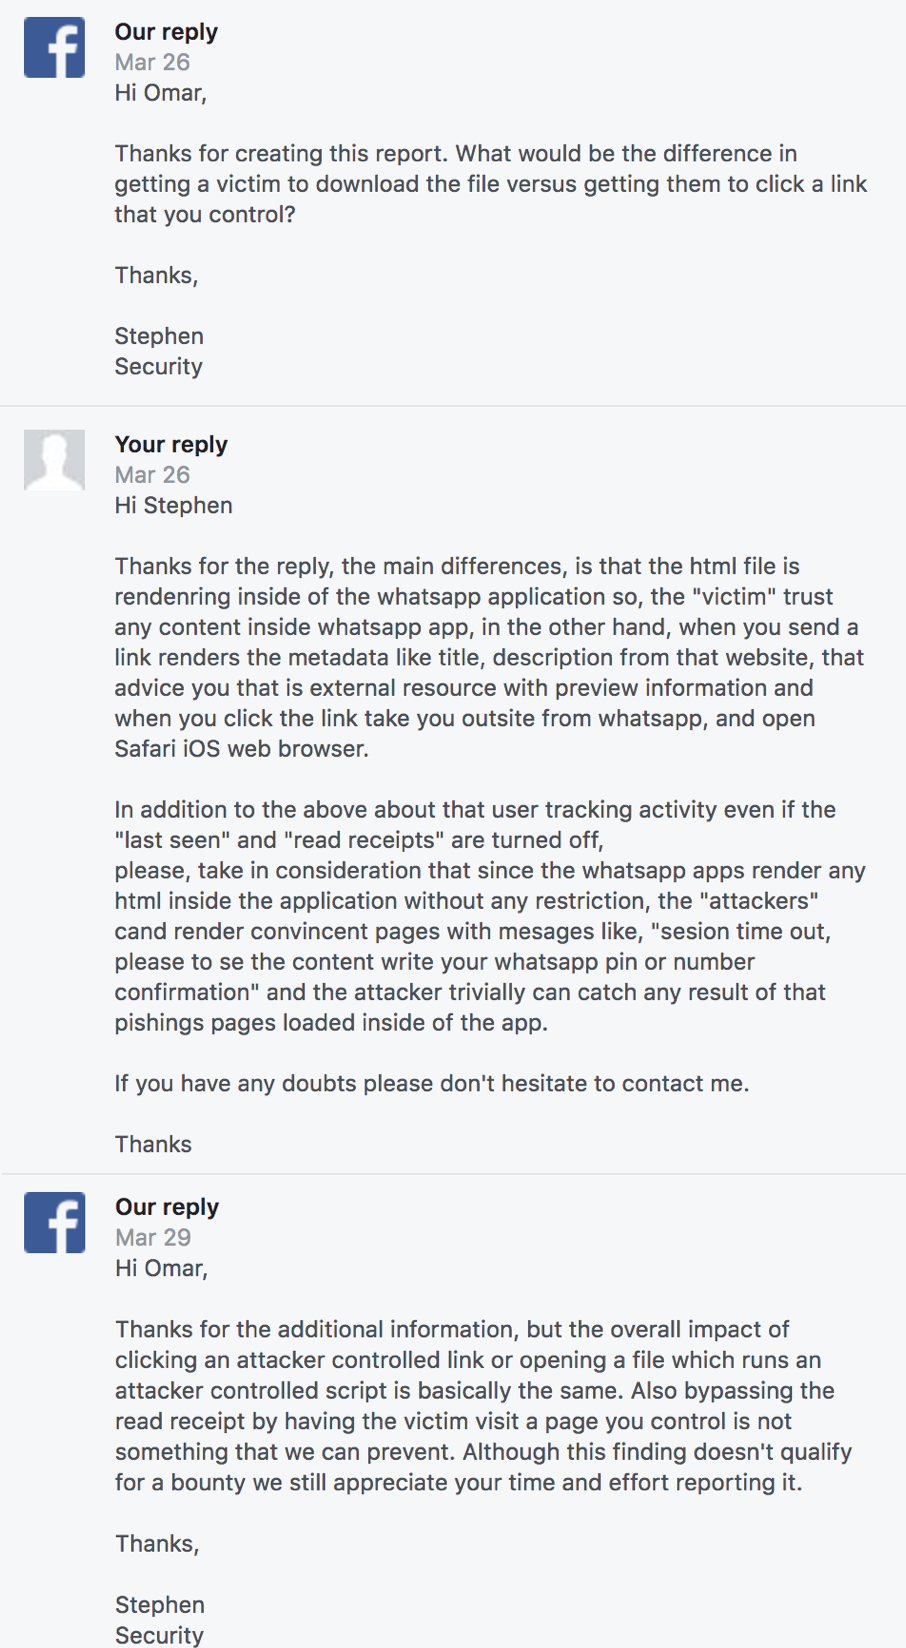 Our reply
Mar 26
Hi Omar,
Thanks for creating this report. What would be the difference in
getting a victim to download the file versus getting them to click a link
that you control?
Thanks,
Stephen
Security
Your reply
Mar 26
Hi Stephen
Thanks for the reply, the main differences, is that the html file is
rendenring inside of the whatsapp application so, the "victim" trust
any content inside whatsapp app, in the other hand, when you send a
link renders the metadata like title, description from that website, that
advice you that is external resource with preview information and
when you click the link take you outsite from whatsapp, and open
Safari iOS web browser.
In addition to the above about that user tracking activity even if the
"last seen" and "read receipts" are turned off,
please, take in consideration that since the whatsapp apps render any
html inside the application without any restriction, the "attackers"
cand render convincent pages with mesages like, "sesion time out,
please to se the content write your whatsapp pin or number
confirmation" and the attacker trivially can catch any result of that
pishings pages loaded inside of the app.
If you have any doubts please don't hesitate to contact me.
Thanks
Our reply
Mar 29
Hi Omar,
Thanks for the additional information, but the overall impact of
clicking an attacker controlled link or opening a file which runs an
attacker controlled script is basically the same. Also bypassing the
read receipt by having the victim visit a page you control is not
something that we can prevent. Although this finding doesn't qualify
for a bounty we still appreciate your time and effort reporting it.
Thanks,
Stephen
Security